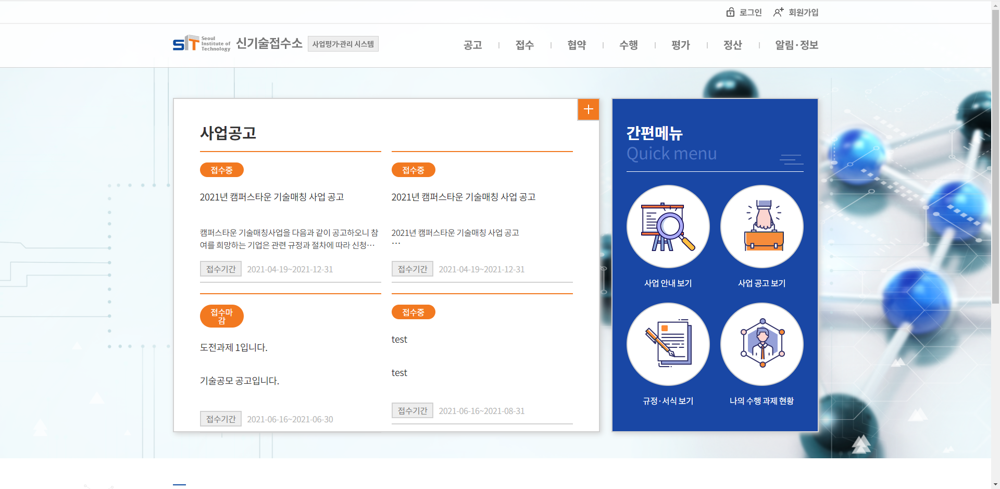 로그인
회원가입
SIT
Seoul
Institute of
Technology
신기술접수소
사업평가관리 시스템
공고
접수
협약
수행
평가
정산
알림·정보
사업공고
접수중
2021년 캠퍼스타운 기술매칭 사업 공고
캠퍼스타운 기술매칭사업을 다음과 같이 공고하오니 참
여를 희망하는 기업은 관련 규정과 절차에 따라 신청…
접수기간 2021-04-19~2021-12-31
접수중
2021년 캠퍼스타운 기술매칭 사업 공고
2021년 캠퍼스타운 기술매칭 사업 공고
…
접수기간 2021-04-19~2021-12-31
접수마
감
도전과제 1입니다.
기술공모 공고입니다.
접수기간 2021-06-16~2021-06-30
접수중
test
test
접수기간 2021-06-16~2021-08-31
간편메뉴
Quick menu
사업 안내 보기
사업 공고 보기
규정·서식 보기
나의 수행 과제 현황